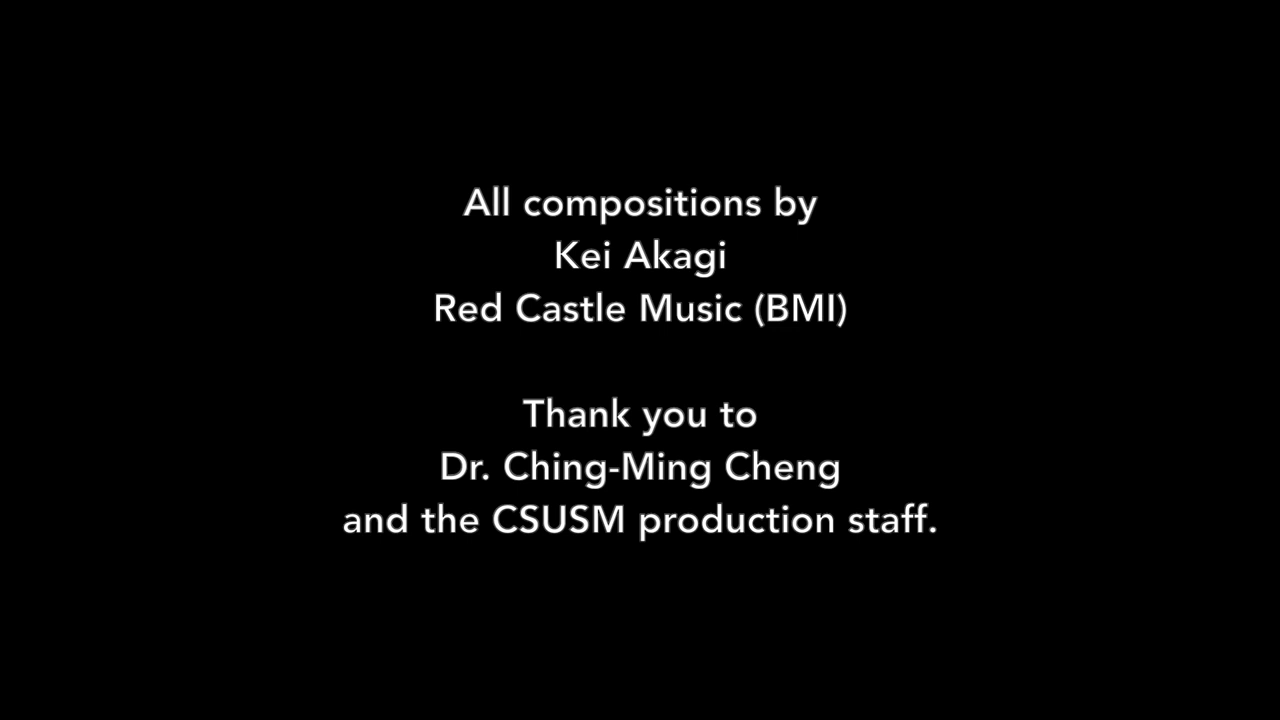 All compositions by
Kei Akagi
Red Castle Music (BMI)
Thank you to
Dr. Ching-Ming Cheng
and the CSUSM production staff.